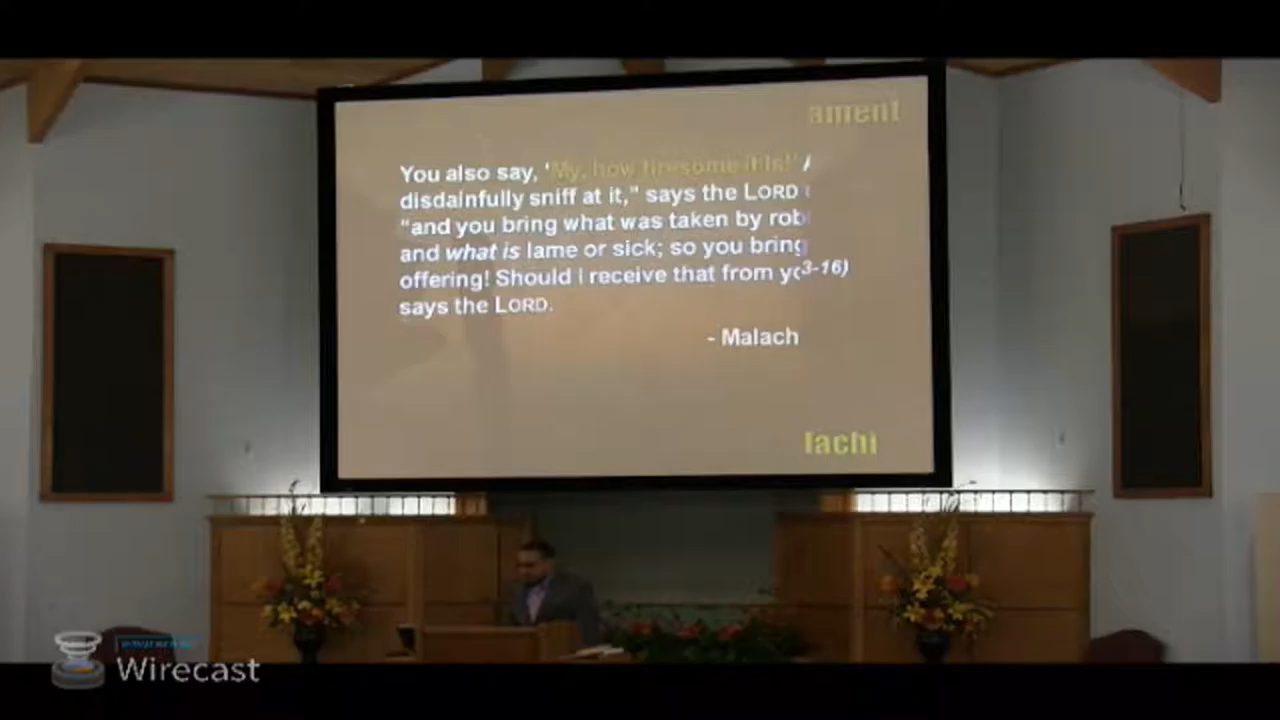 ament
You also say, 'My, how tiresome it is!'
disdainfully sniff at it," says the LORD
"and you bring what was taken by rob
and what is lame or sick; so you bring
offering! Should I receive that from yo
3-16)
says the LORD.
- Malach
lachi
Wirecast